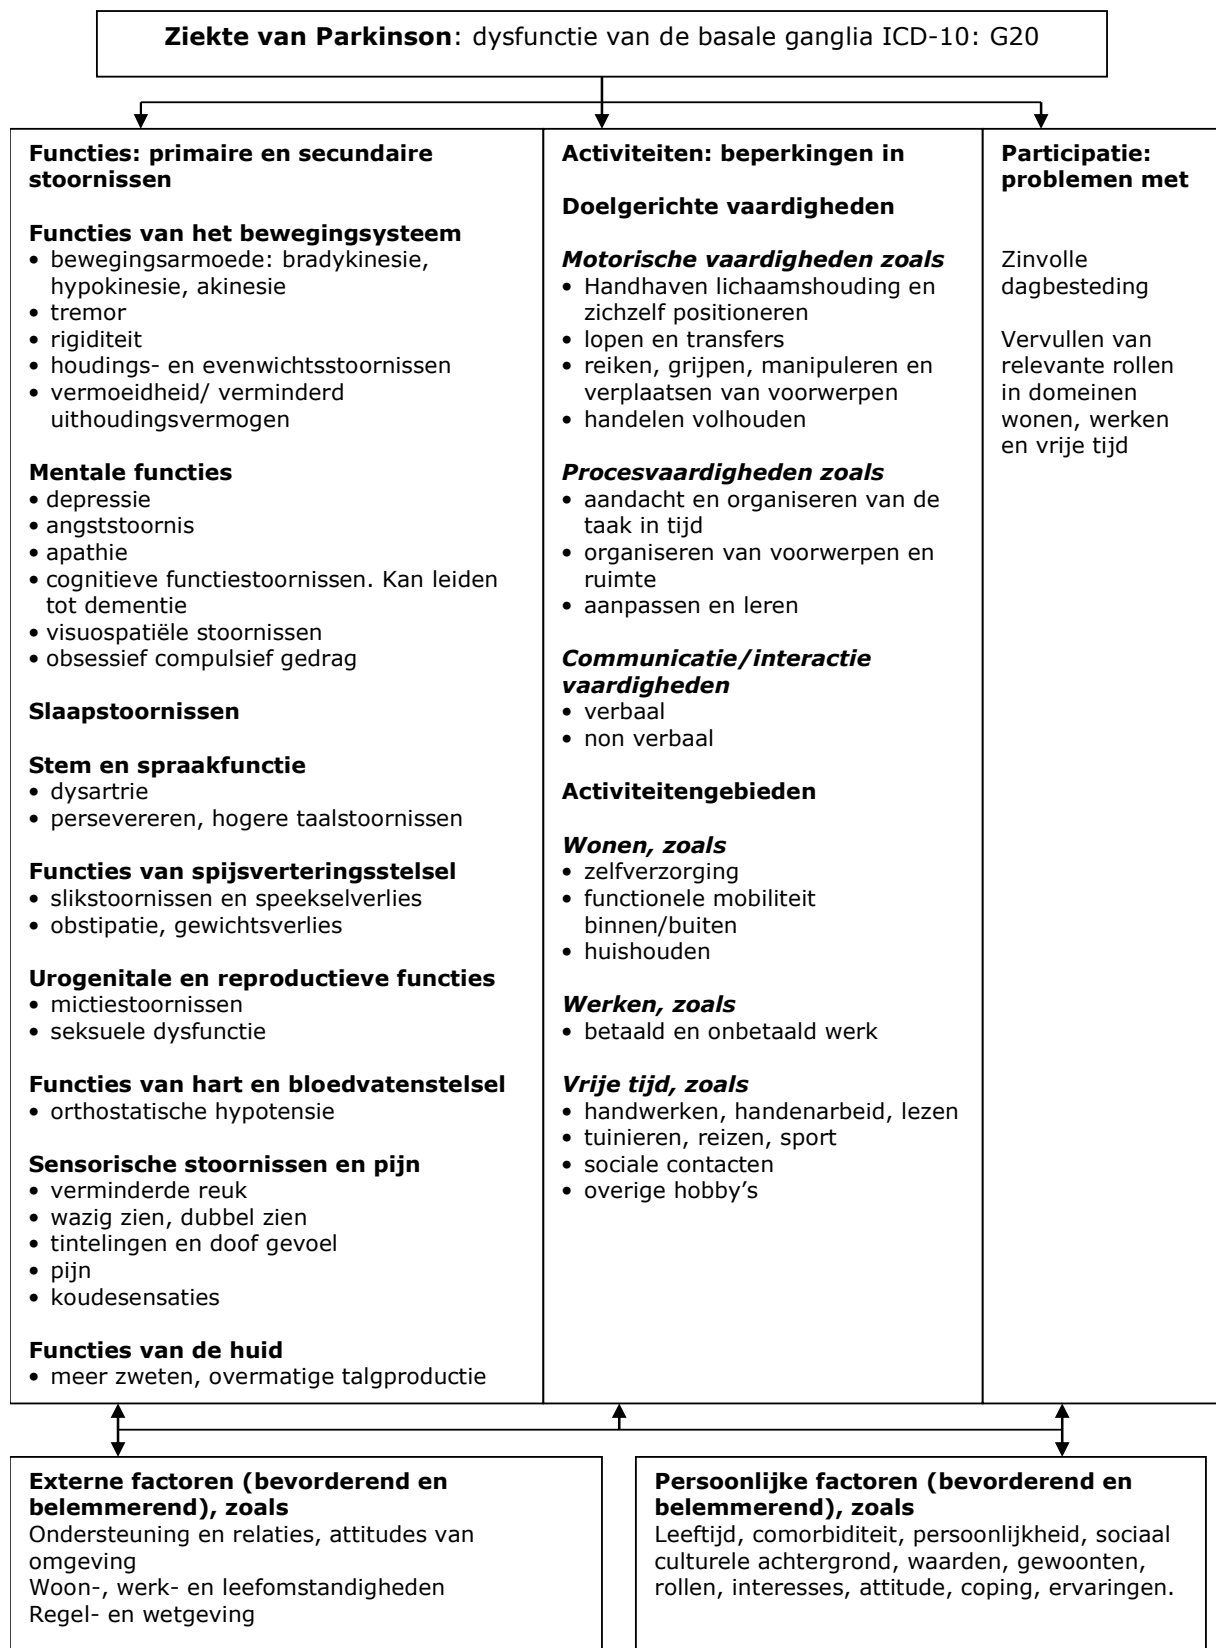 Ziekte van Parkinson: dysfunctie van de basale ganglia ICD-10: G20
Functies: primaire en secundaire
stoornissen
Functies van het bewegingsysteem
• bewegingsarmoede: bradykinesie,
hypokinesie, akinesie
• tremor
• rigiditeit
• houdings- en evenwichtsstoornissen
• vermoeidheid/ verminderd
uithoudingsvermogen
Mentale functies
• depressie
• angststoornis
• apathie
• cognitieve functiestoornissen. Kan leiden
tot dementie
• visuospatiële stoornissen
• obsessief compulsief gedrag
Slaapstoornissen
Stem en spraakfunctie
• dysartrie
• persevereren, hogere taalstoornissen
Functies van spijsverteringsstelsel
• slikstoornissen en speekselverlies
• obstipatie, gewichtsverlies
Urogenitale en reproductieve functies
• mictiestoornissen
• seksuele dysfunctie
Functies van hart en bloedvatenstelsel
• orthostatische hypotensie
Sensorische stoornissen en pijn
• verminderde reuk
• wazig zien, dubbel zien
• tintelingen en doof gevoel
• pijn
• koudesensaties
Functies van de huid
• meer zweten, overmatige talgproductie
Activiteiten: beperkingen in
Doelgerichte vaardigheden
Motorische vaardigheden zoals
• Handhaven lichaamshouding en
zichzelf positioneren
• lopen en transfers
• reiken, grijpen, manipuleren en
verplaatsen van voorwerpen
• handelen volhouden
Procesvaardigheden zoals
• aandacht en organiseren van de
taak in tijd
• organiseren van voorwerpen en
ruimte
• aanpassen en leren
Communicatie/interactie
vaardigheden
• verbaal
• non verbaal
Activiteitengebieden
Wonen, zoals
• zelfverzorging
• functionele mobiliteit
binnen/buiten
• huishouden
Werken, zoals
• betaald en onbetaald werk
Vrije tijd, zoals
• handwerken, handenarbeid, lezen
• tuinieren, reizen, sport
• sociale contacten
• overige hobby's
Participatie:
problemen met
Zinvolle
dagbesteding
Vervullen van
relevante rollen
in domeinen
wonen, werken
en vrije tijd
Externe factoren (bevorderend en
belemmerend), zoals
Ondersteuning en relaties, attitudes van
omgeving
Woon-, werk- en leefomstandigheden
Regel- en wetgeving
Persoonlijke factoren (bevorderend en
belemmerend), zoals
Leeftijd, comorbiditeit, persoonlijkheid, sociaal
culturele achtergrond, waarden, gewoonten,
rollen, interesses, attitude, coping, ervaringen.